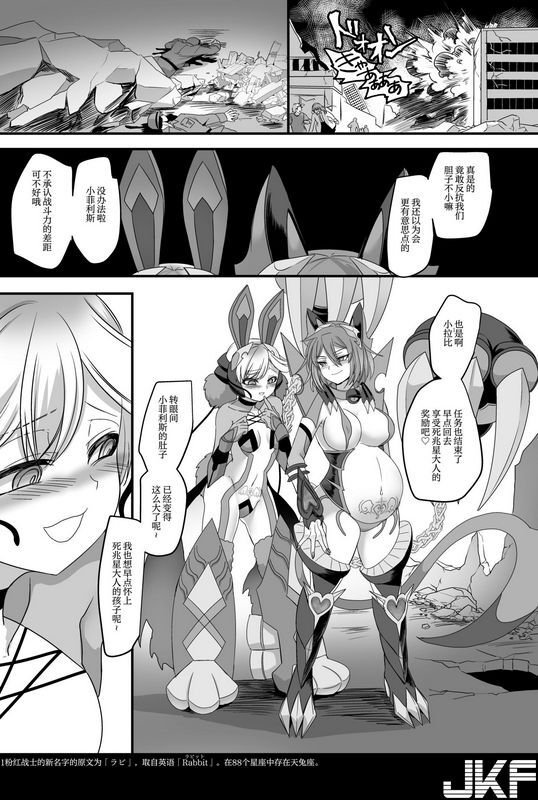 ドォオン
きゃああああ
真是的
竟敢反抗我们
胆子不小嘛
我还以为会
更有意思点的
没办法啦
小菲利斯
不承认战斗力的差距
可不好哦
也是啊
小拉比
任务也结束了
早点回去
享受死兆星大人的
奖励吧♡
转眼间
小菲利斯的肚子
已经变得
这么大了呢~
我也想早点怀上
死兆星大人的孩子呢~
1粉红战士的新名字的原文为「ラビ」，取自英语「Rabbit」。在88个星座中存在天兔座。
ラビット
JKF